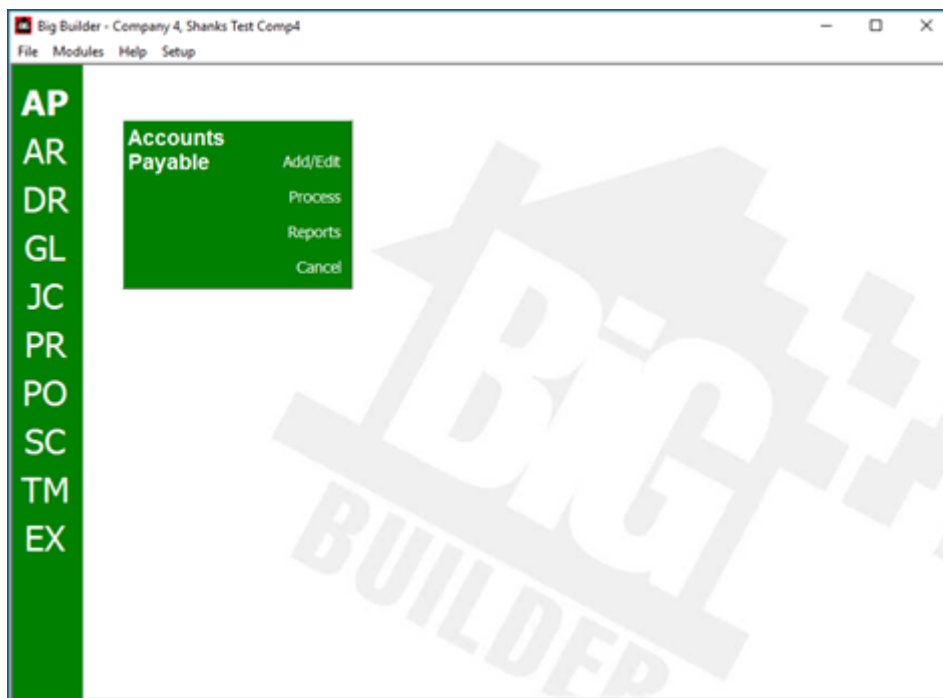 Big Builder - Company 4, Shanks Test Comp4
File Modules Help Setup
AP
AR
DR
GL
JC
PR
PO
SC
TM
EX
Accounts
Payable
Add/Edit
Process
Reports
Cancel
BiG
BUILDER